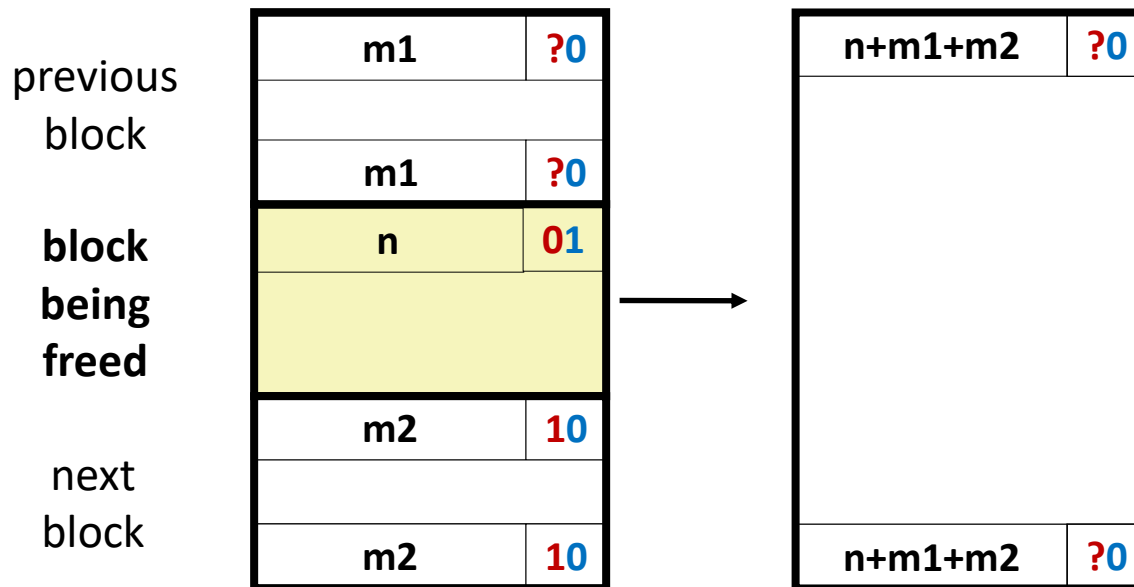 previous
block
m1 ?0
m1 ?0
block
being
freed
n 01
next
block
m2 10
m2 10
n+m1+m2 ?0
n+m1+m2 ?0